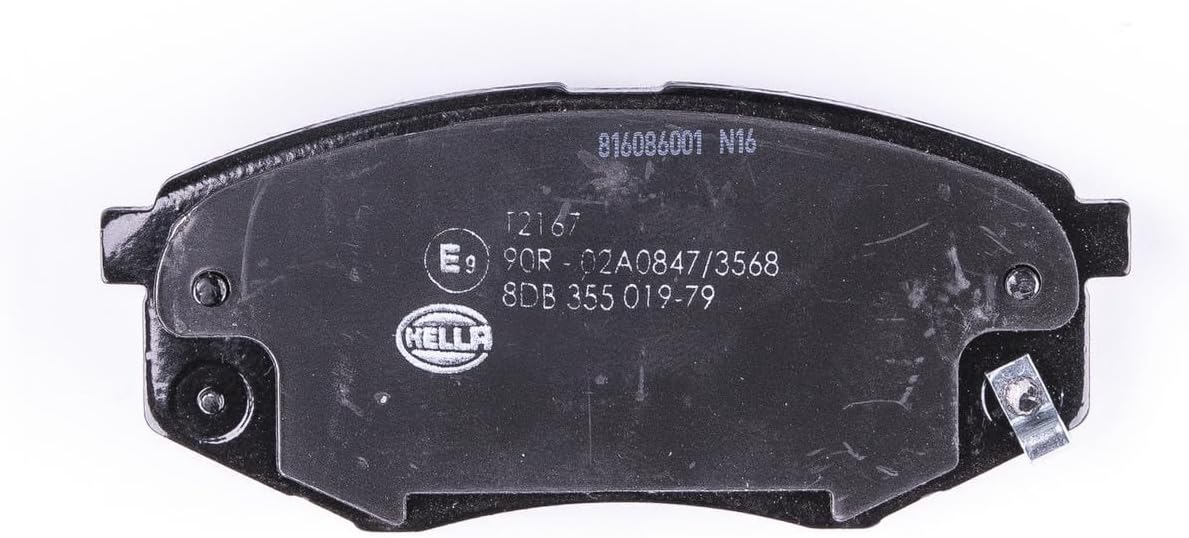 816086001 N16
T2167
E9 90R - 02A0847/3568
8DB 355 019-79
HELLA